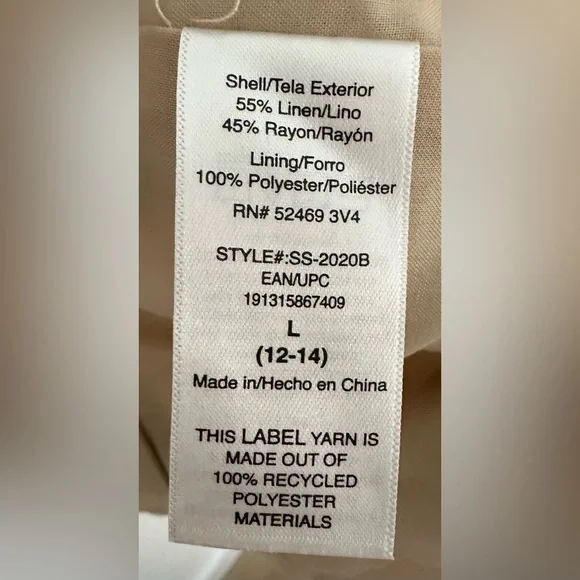 Shell/Tela Exterior
55% Linen/Lino
45% Rayon/Rayón
Lining/Forro
100% Polyester/Poliéster
RN# 52469 3V4
STYLE#:SS-2020B
EAN/UPC
191315867409
L
(12-14)
Made in/Hecho en China
THIS LABEL YARN IS
MADE OUT OF
100% RECYCLED
POLYESTER
MATERIALS